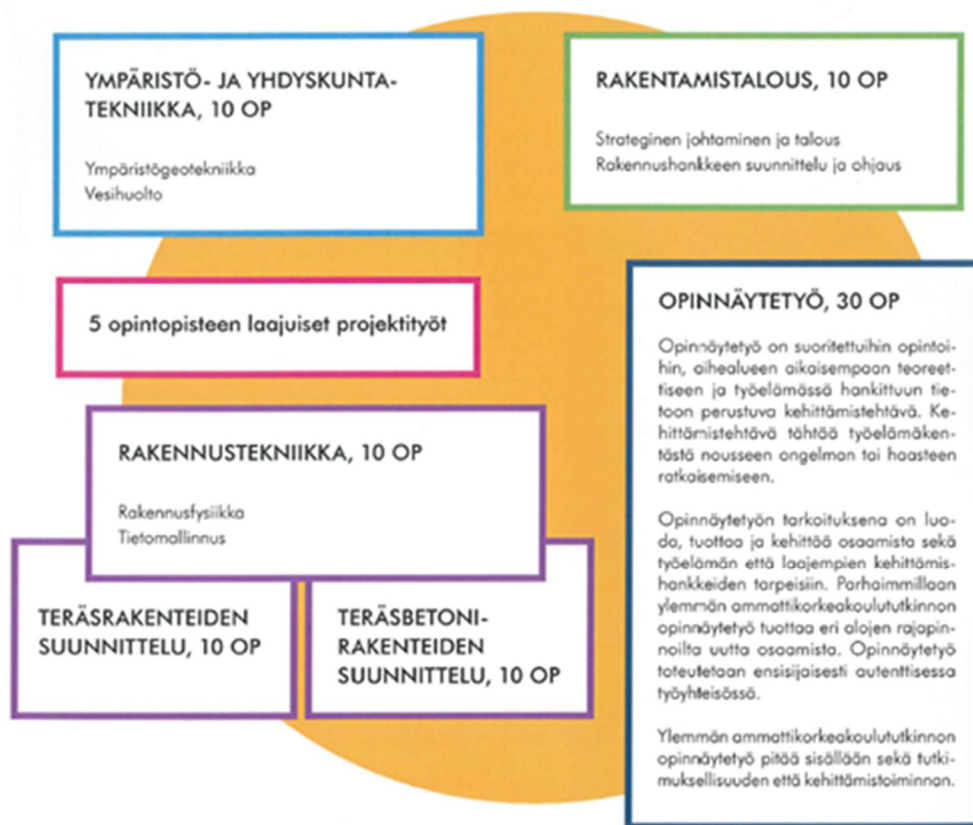 YMPÄRISTÖ- JA YHDYSKUNTA-
TEKNIIKKA, 10 OP
Ympäristögeotekniikka
Vesihuolto
RAKENTAMISTALOUS, 10 OP
Strateginen johtaminen ja talous
Rakennushankkeen suunnittelu ja ohjaus
5 opintopisteen laajuiset projektityöt
RAKENNUSTEKNIIKKA, 10 OP
Rakennusfysiikka
Tietomallinnus
TERÄSRAKENTEIDEN
SUUNNITTELU, 10 OP
TERÄSBETONI-
RAKENTEIDEN
SUUNNITTELU, 10 OP
OPINNÄYTETYÖ, 30 OP
Opinnäytetyö on suoritettuihin opintoi-
hin, aihealueen aikaisempaan teoreet-
tiseen ja työelämässä hankittuun tie-
toon perustuva kehittämistehtävä. Ke-
hittämistehtävä tähtää työelämäken-
tästä nousseen ongelman tai haasteen
ratkaisemiseen.
Opinnäytetyön tarkoituksena on luo-
da, tuottaa ja kehittää osaamista sekä
työelämän että laajempien kehittämis-
hankkeiden tarpeisiin. Parhaimmillaan
ylemmän ammattikorkeakoulututkinnon
opinnäytetyö tuottaa eri alojen rajapin-
noilta uutta osaamista. Opinnäytetyö
toteutetaan ensisijaisesti autenttisessa
työyhteisössä.
Ylemmän ammattikorkeakoulututkinnon
opinnäytetyö pitää sisällään sekä tutki-
muksellisuuden että kehittämistoiminnan.